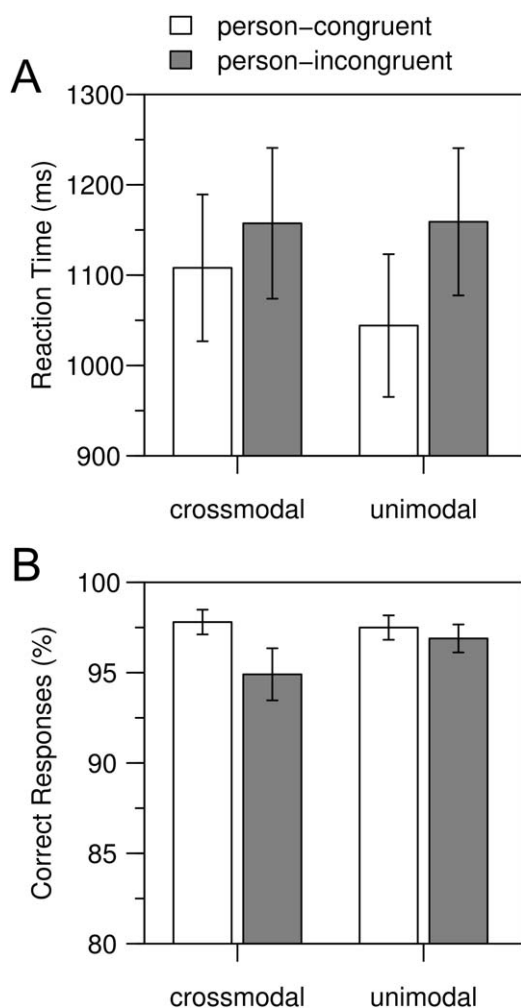 person-congruent
person-incongruent
A
1300
1200
1100
1000
900
Reaction Time (ms)
crossmodal unimodal
B
100
95
90
85
80
Correct Responses (%)
crossmodal unimodal